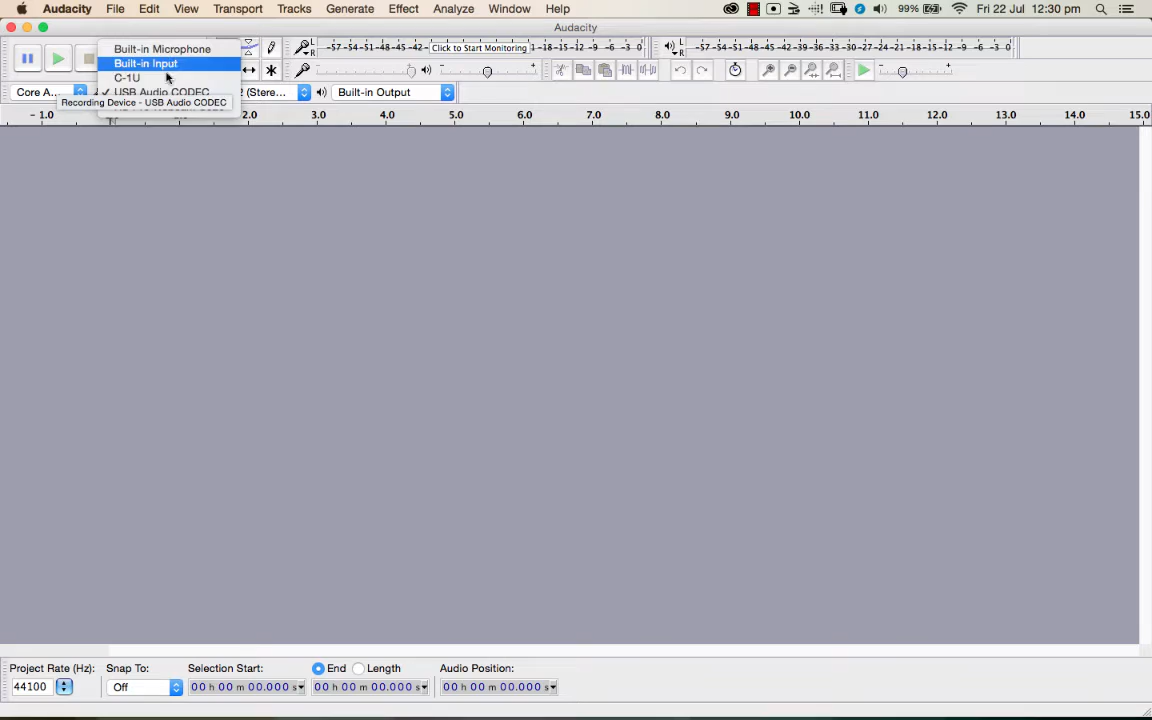 Audacity File Edit View Transport Tracks Generate Effect Analyze Window Help 99% Fri 22 Jul 12:30 pm
Audacity
Built-in Microphone
Built-in Input
C-1U
USB Audio CODEC
Recording Device - USB Audio CODEC
L R -57 -54 -51 -48 -45 -42 - Click to Start Monitoring 1 -18 -15 -12 -9 -6 -3 0
L R -57 -54 -51 -48 -45 -42 -39 -36 -33 -30 -27 -24 -21 -18 -15 -12 -9 -6 -3 0
- + - + - +
Core A... 2 (Stere... Built-in Output
- 1.0 2.0 3.0 4.0 5.0 6.0 7.0 8.0 9.0 10.0 11.0 12.0 13.0 14.0 15.0
Project Rate (Hz): Snap To: Selection Start: End Length Audio Position:
44100 Off 00 h 00 m 00.000 s 00 h 00 m 00.000 s 00 h 00 m 00.000 s